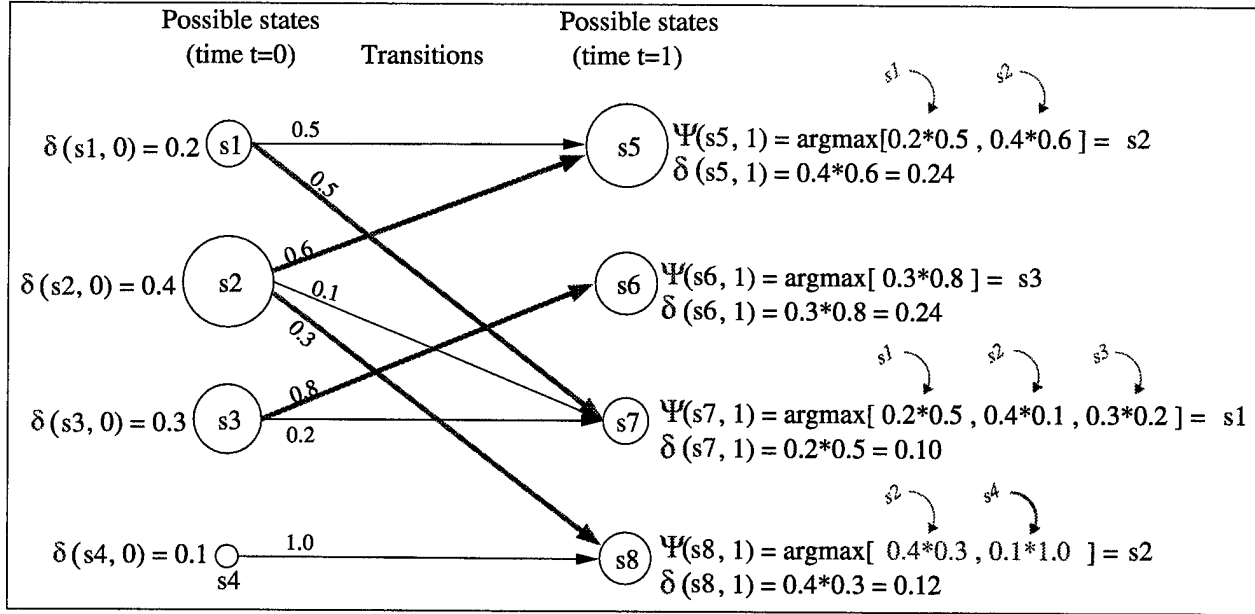 Possible states
(time t=0)
Transitions
Possible states
(time t=1)
s1
s2
δ (s1, 0) = 0.2
s1
0.5
0.5
s5
Ψ(s5, 1) = argmax[0.2*0.5 , 0.4*0.6 ] = s2
δ (s5, 1) = 0.4*0.6 = 0.24
δ (s2, 0) = 0.4
s2
0.6
0.1
0.3
s6
Ψ(s6, 1) = argmax[ 0.3*0.8 ] = s3
δ (s6, 1) = 0.3*0.8 = 0.24
s1
s2
s3
δ (s3, 0) = 0.3
s3
0.8
0.2
s7
Ψ(s7, 1) = argmax[ 0.2*0.5 , 0.4*0.1 , 0.3*0.2 ] = s1
δ (s7, 1) = 0.2*0.5 = 0.10
s2
s4
δ (s4, 0) = 0.1
s4
1.0
s8
Ψ(s8, 1) = argmax[ 0.4*0.3 , 0.1*1.0 ] = s2
δ (s8, 1) = 0.4*0.3 = 0.12